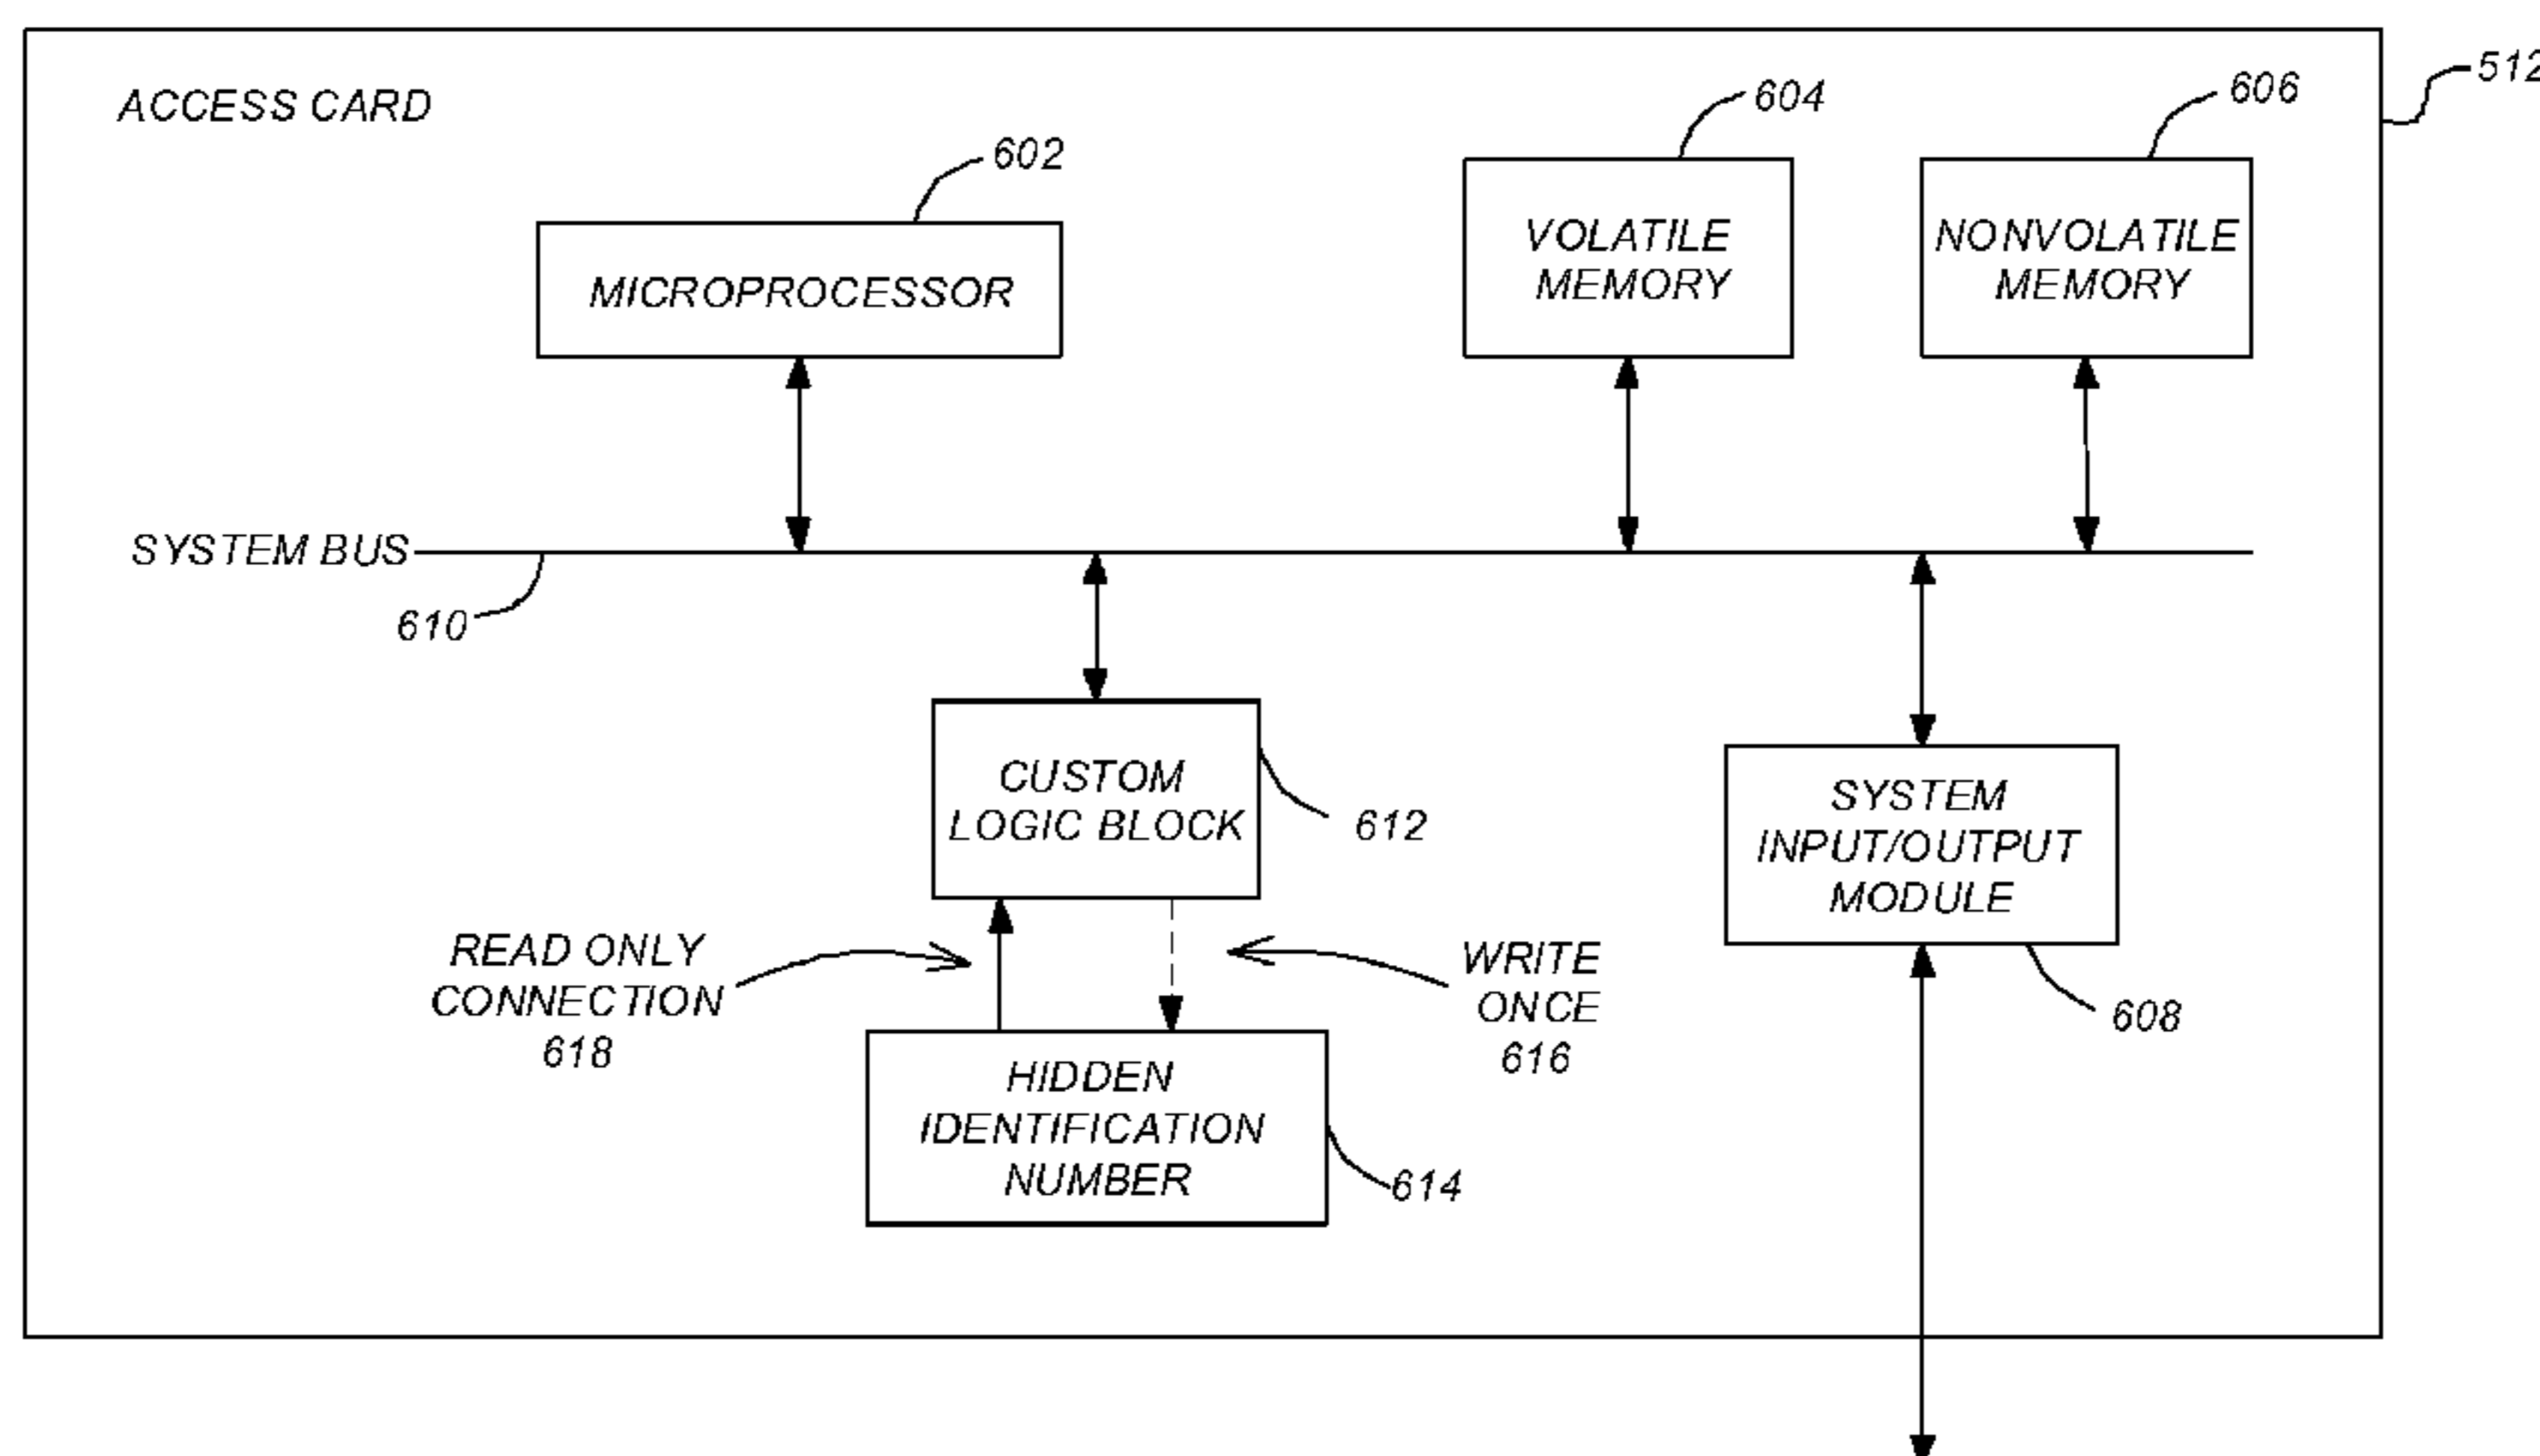 ACCESS CARD
512
602
604
606
MICROPROCESSOR
VOLATILE
MEMORY
NONVOLATILE
MEMORY
SYSTEM BUS
610
CUSTOM
LOGIC BLOCK
612
SYSTEM
INPUT/OUTPUT
MODULE
608
READ ONLY
CONNECTION
618
WRITE
ONCE
616
HIDDEN
IDENTIFICATION
NUMBER
614